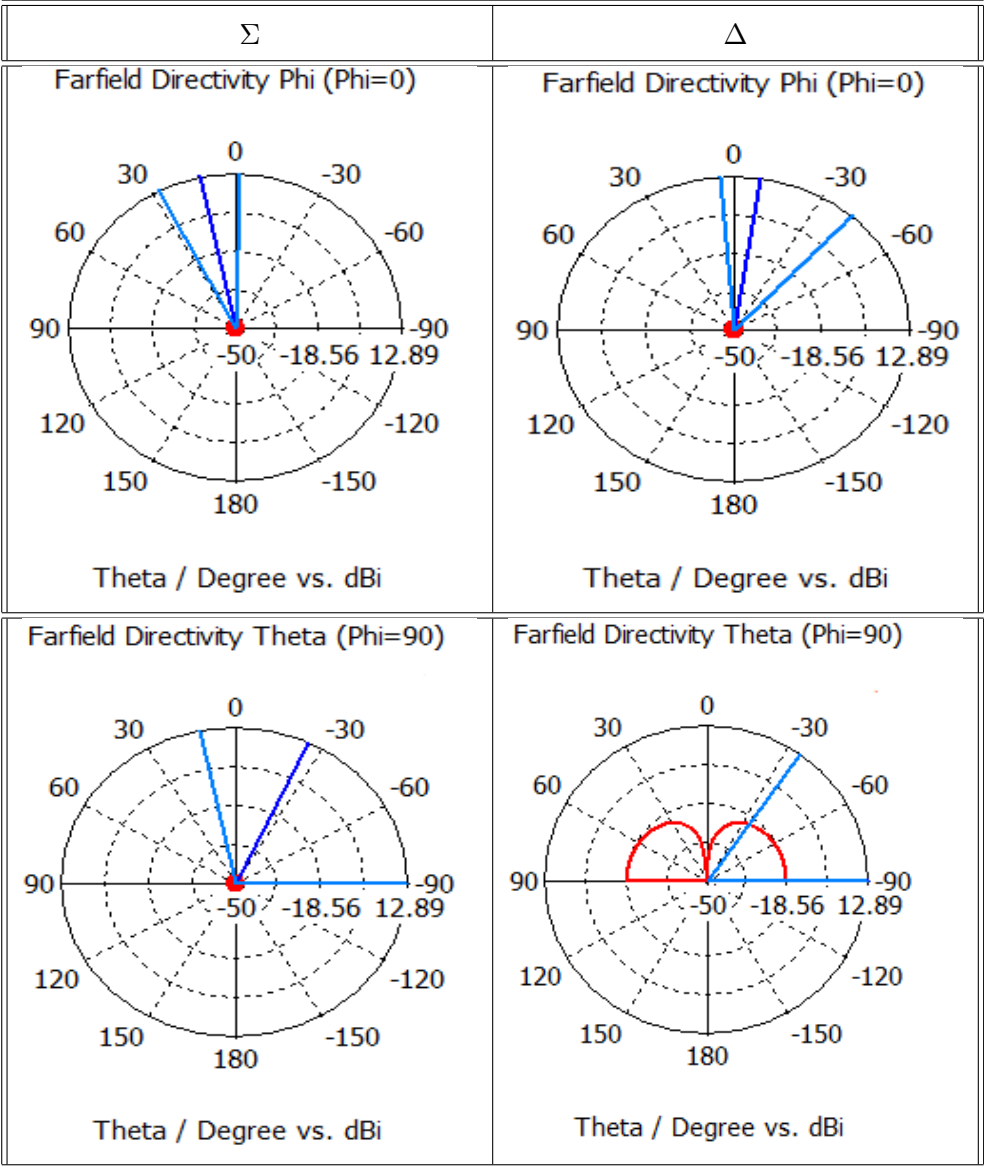 Σ Δ
Farfield Directivity Phi (Phi=0)
0
30 -30
60 -60
90 -90
-50 -18.56 12.89
120 -120
150 -150
180
Theta / Degree vs. dBi
Farfield Directivity Phi (Phi=0)
0
30 -30
60 -60
90 -90
-50 -18.56 12.89
120 -120
150 -150
180
Theta / Degree vs. dBi
Farfield Directivity Theta (Phi=90)
0
30 -30
60 -60
90 -90
-50 -18.56 12.89
120 -120
150 -150
180
Theta / Degree vs. dBi
Farfield Directivity Theta (Phi=90)
0
30 -30
60 -60
90 -90
-50 -18.56 12.89
120 -120
150 -150
180
Theta / Degree vs. dBi